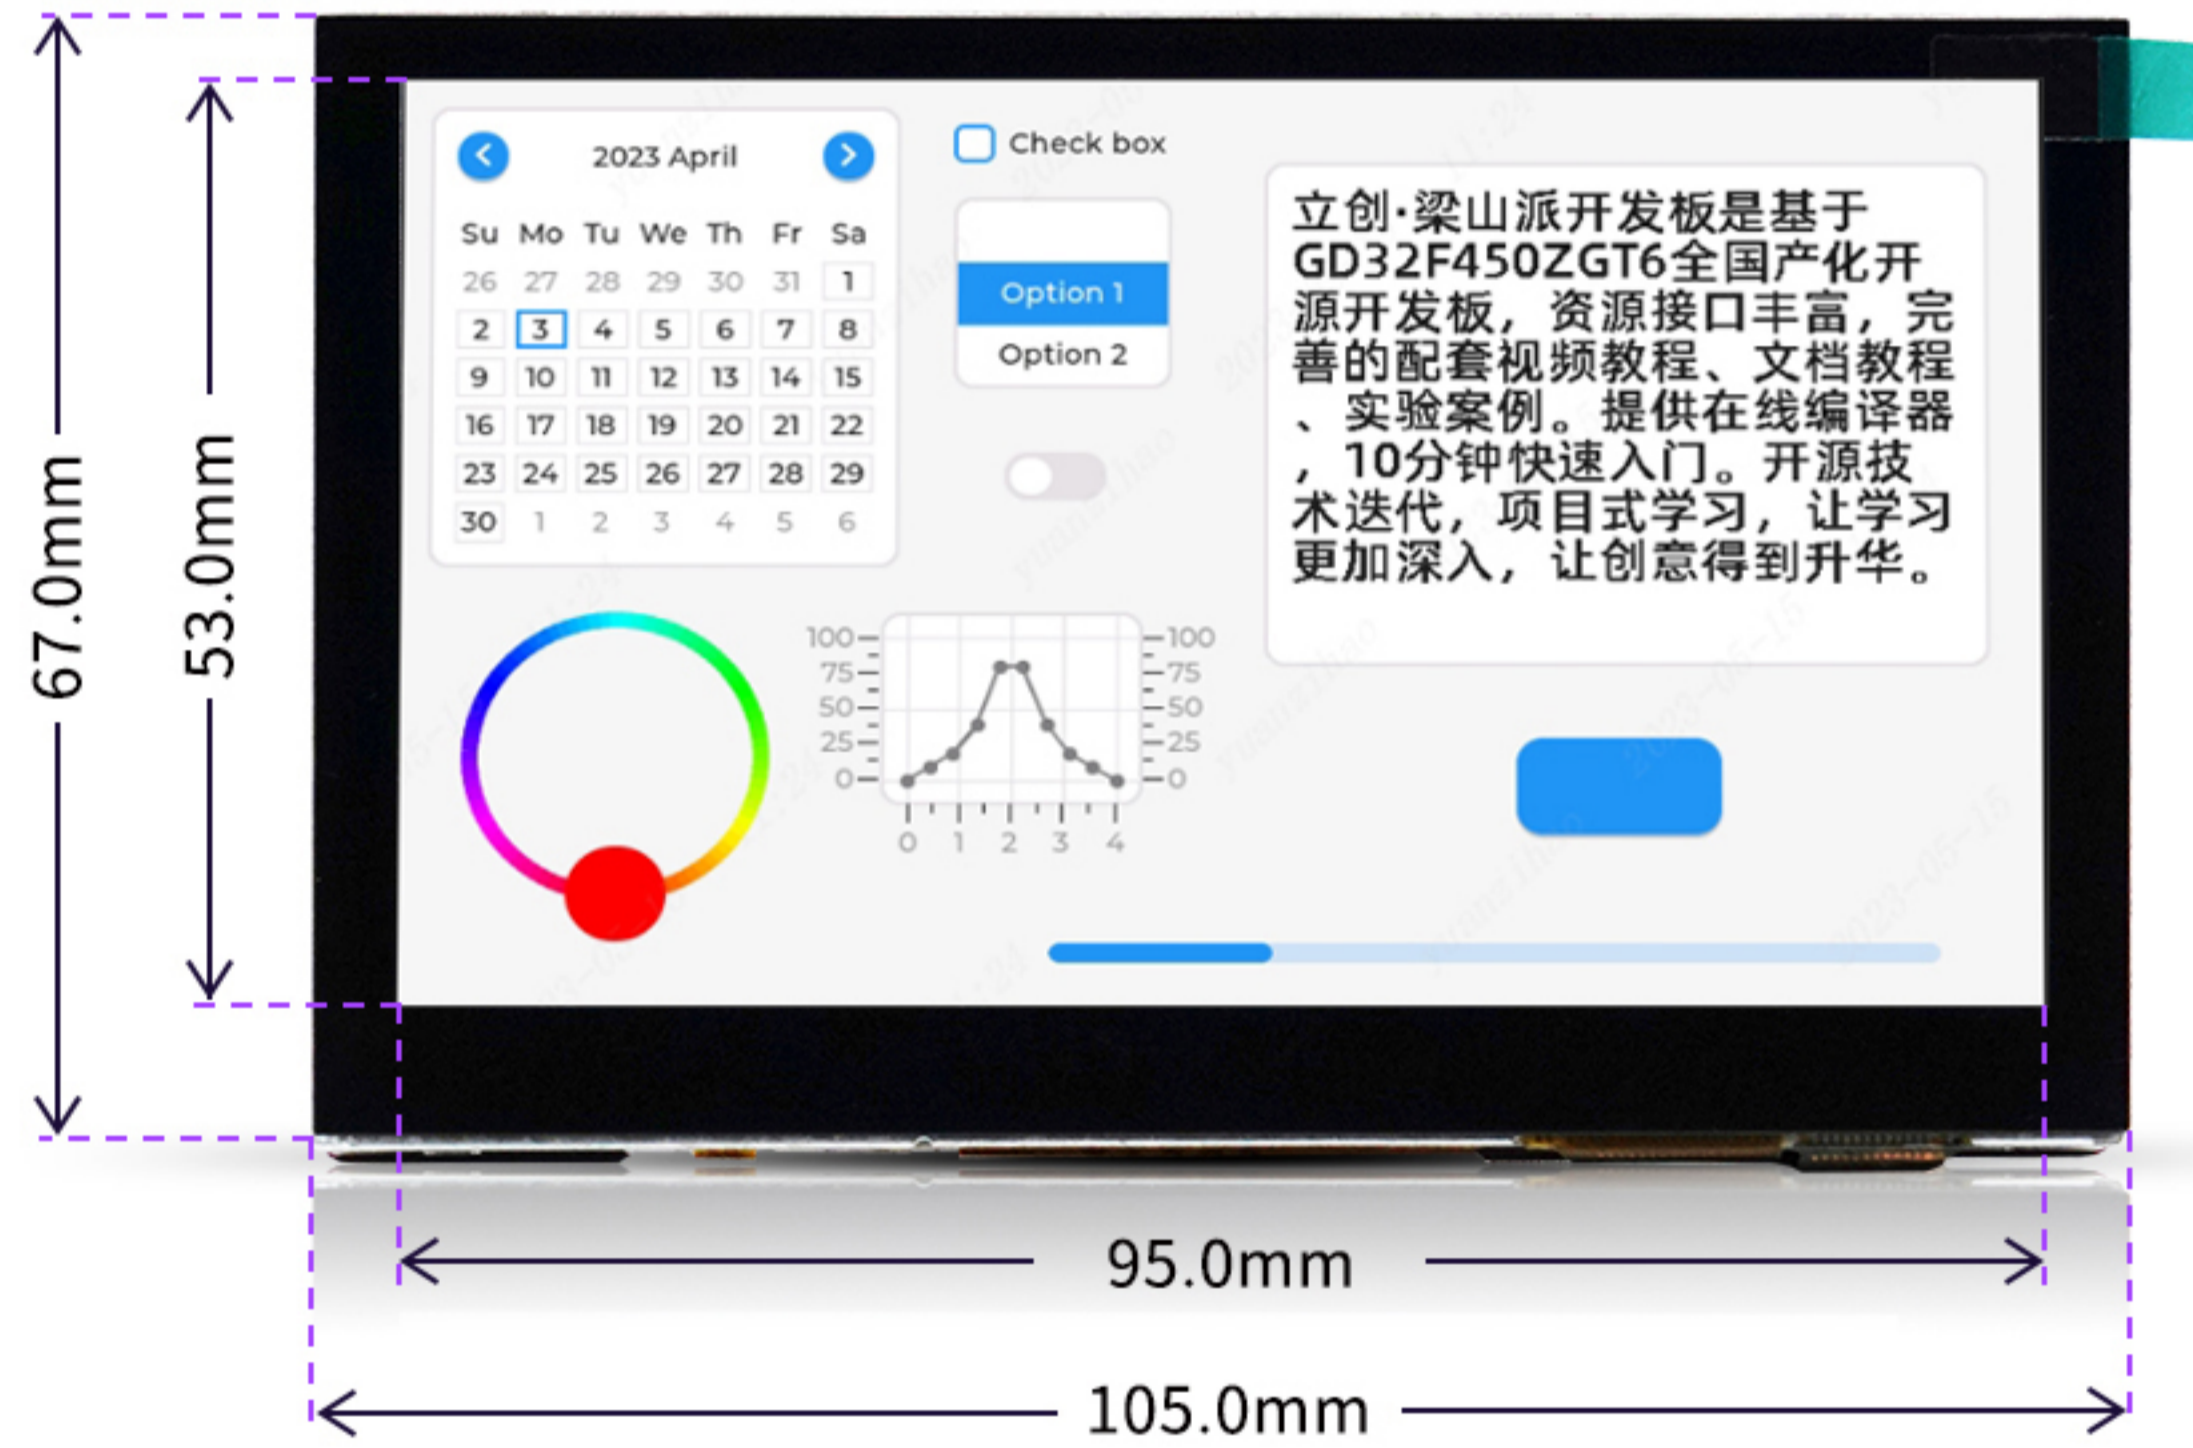 67.0mm
53.0mm
2023 April
Su Mo Tu We Th Fr Sa
26 27 28 29 30 31 1
2 3 4 5 6 7 8
9 10 11 12 13 14 15
16 17 18 19 20 21 22
23 24 25 26 27 28 29
30 1 2 3 4 5 6
Check box
Option 1
Option 2
立创·梁山派开发板是基于
GD32F450ZGT6全国产化开
源开发板，资源接口丰富，完
善的配套视频教程、文档教程
、实验案例。提供在线编译器
，10分钟快速入门。开源技
术迭代，项目式学习，让学习
更加深入，让创意得到升华。
100 100
75 75
50 50
25 25
0 0
0 1 2 3 4
95.0mm
105.0mm